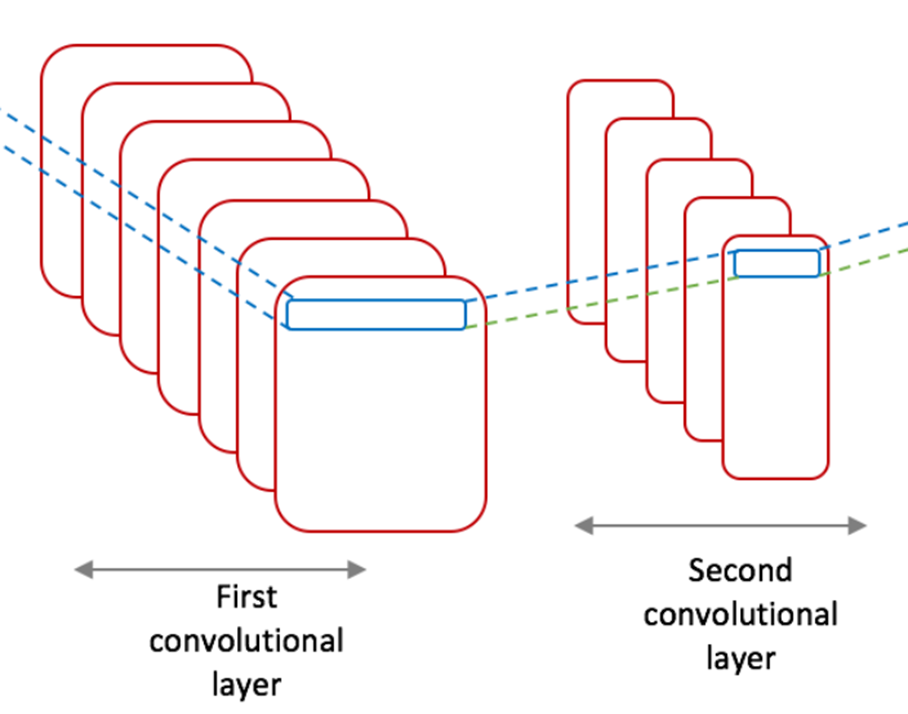 First
convolutional
layer
Second
convolutional
layer